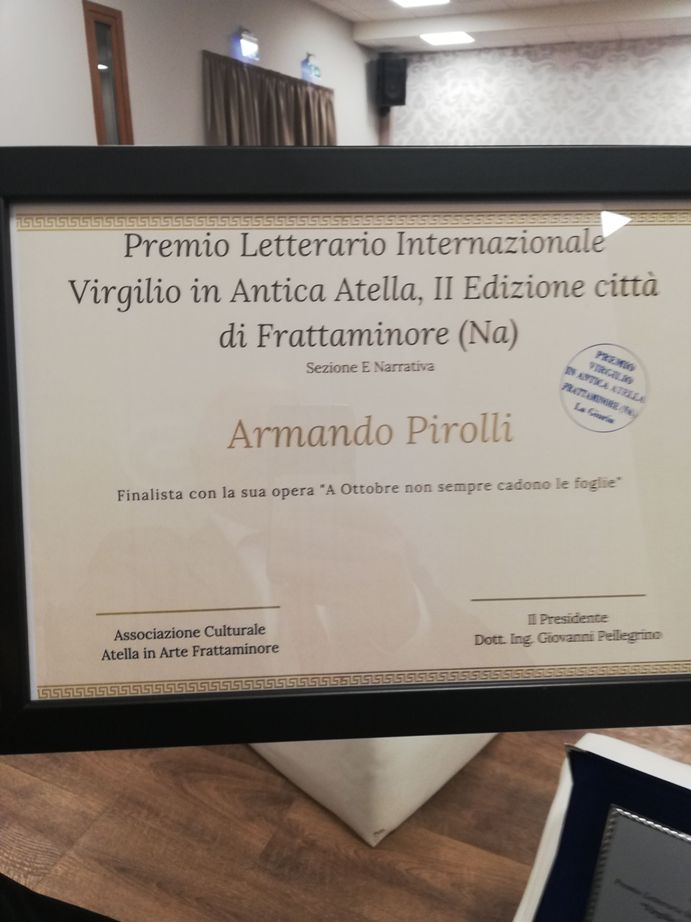 Premio Letterario Internazionale
Virgilio in Antica Atella, II Edizione città
di Frattaminore (Na)
Sezione E Narrativa
PREMIO
VIRGILIO
IN ANTICA ATELLA
FRATTAMINORE (NA)
La Giuria
Armando Pirolli
Finalista con la sua opera "A Ottobre non sempre cadono le foglie"
Associazione Culturale
Atella in Arte Frattaminore
Il Presidente
Dott. Ing. Giovanni Pellegrino
Premio Letterario